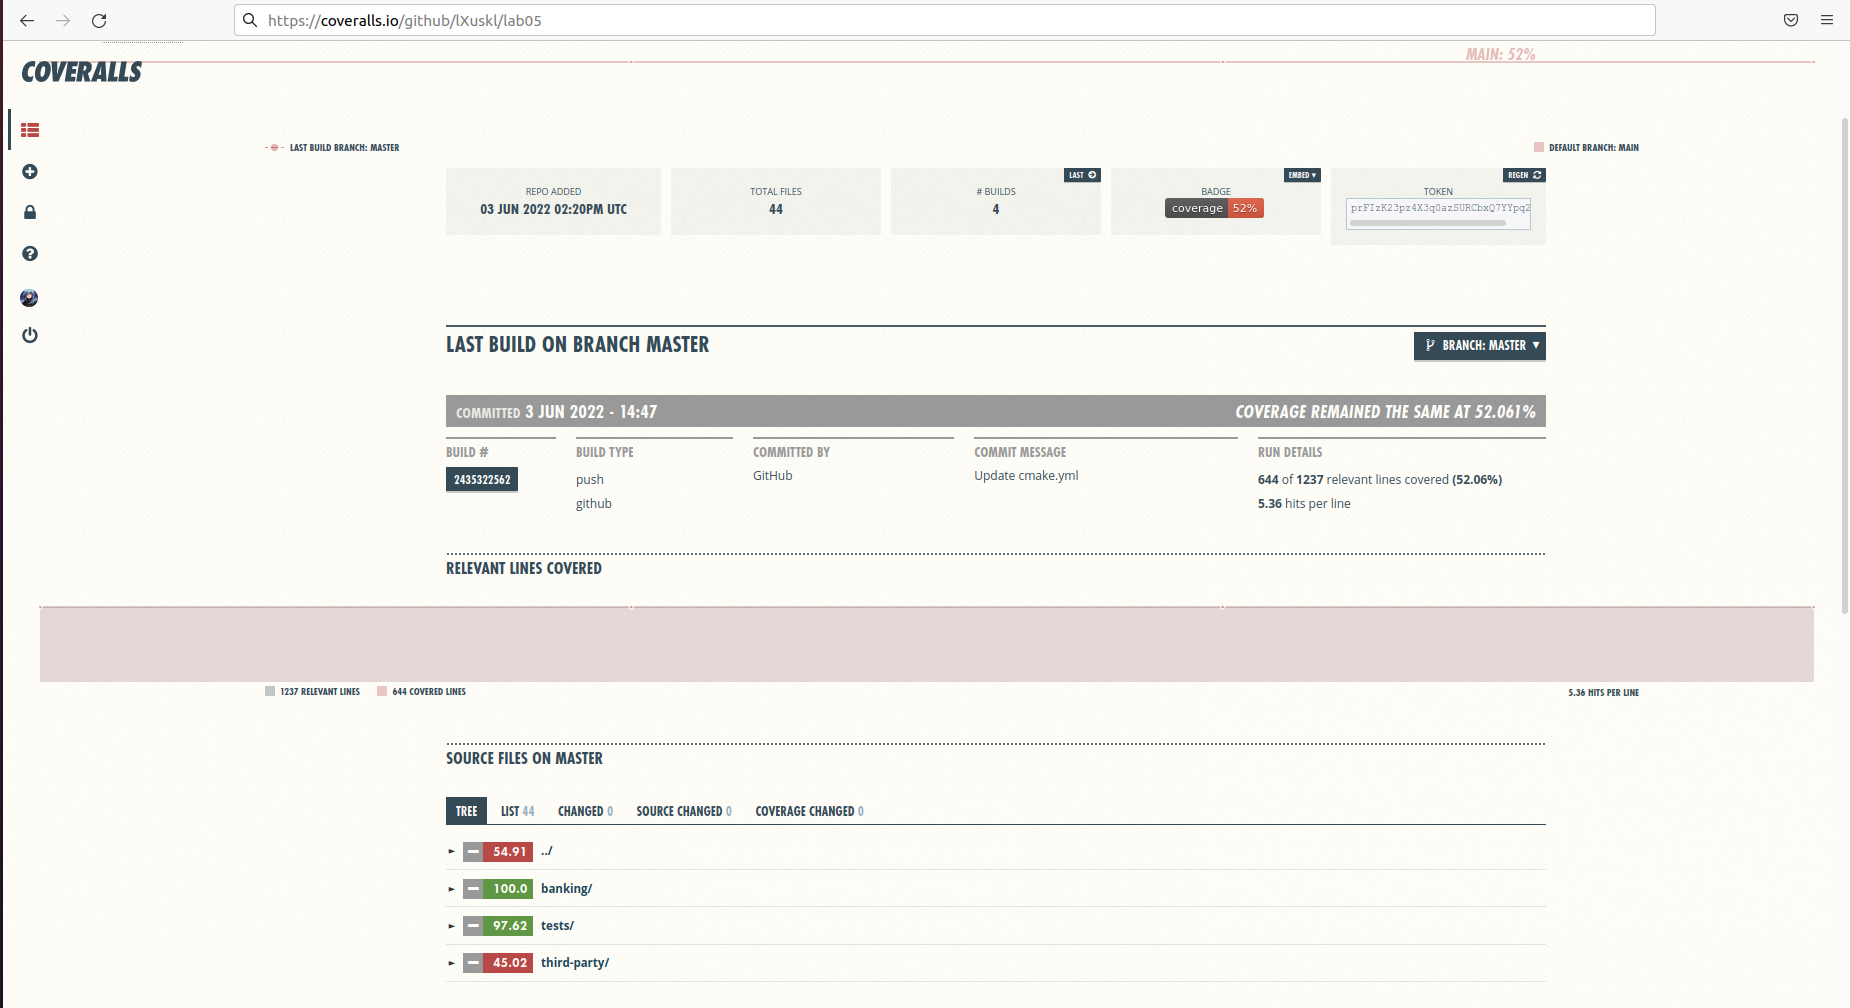 https://coveralls.io/github/lXuskl/lab05
MAIN: 52%
COVERALLS
LAST BUILD BRANCH: MASTER
DEFAULT BRANCH: MAIN
REPO ADDED
03 JUN 2022 02:20PM UTC
TOTAL FILES
44
LAST
# BUILDS
4
EMBED ▾
BADGE
coverage 52%
REGEN
TOKEN
prFIzK23pz4X3q0azSURCbxQ7YYpq2
LAST BUILD ON BRANCH MASTER
BRANCH: MASTER ▼
COMMITTED 3 JUN 2022 - 14:47
COVERAGE REMAINED THE SAME AT 52.061%
BUILD #
2435322562
BUILD TYPE
push
github
COMMITTED BY
GitHub
COMMIT MESSAGE
Update cmake.yml
RUN DETAILS
644 of 1237 relevant lines covered (52.06%)
5.36 hits per line
RELEVANT LINES COVERED
1237 RELEVANT LINES
644 COVERED LINES
5.36 HITS PER LINE
SOURCE FILES ON MASTER
TREE LIST 44 CHANGED 0 SOURCE CHANGED 0 COVERAGE CHANGED 0
54.91 ../
100.0 banking/
97.62 tests/
45.02 third-party/